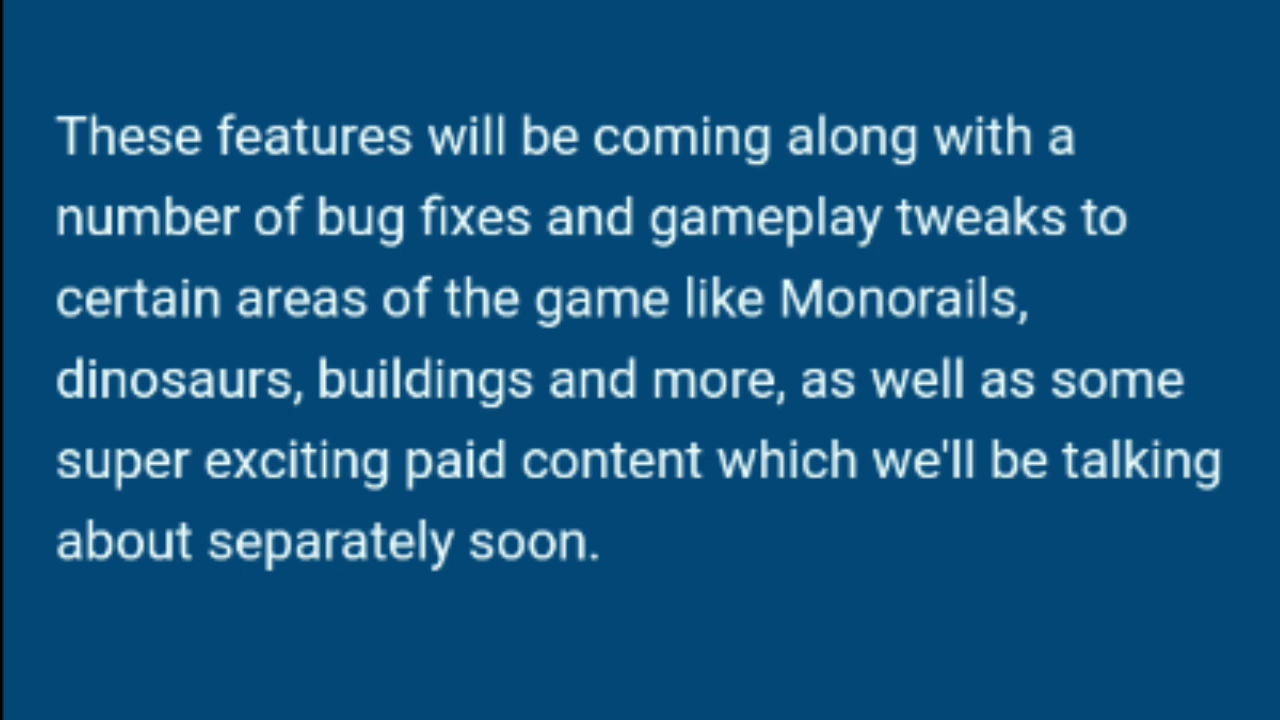 These features will be coming along with a
number of bug fixes and gameplay tweaks to
certain areas of the game like Monorails,
dinosaurs, buildings and more, as well as some
super exciting paid content which we'll be talking
about separately soon.